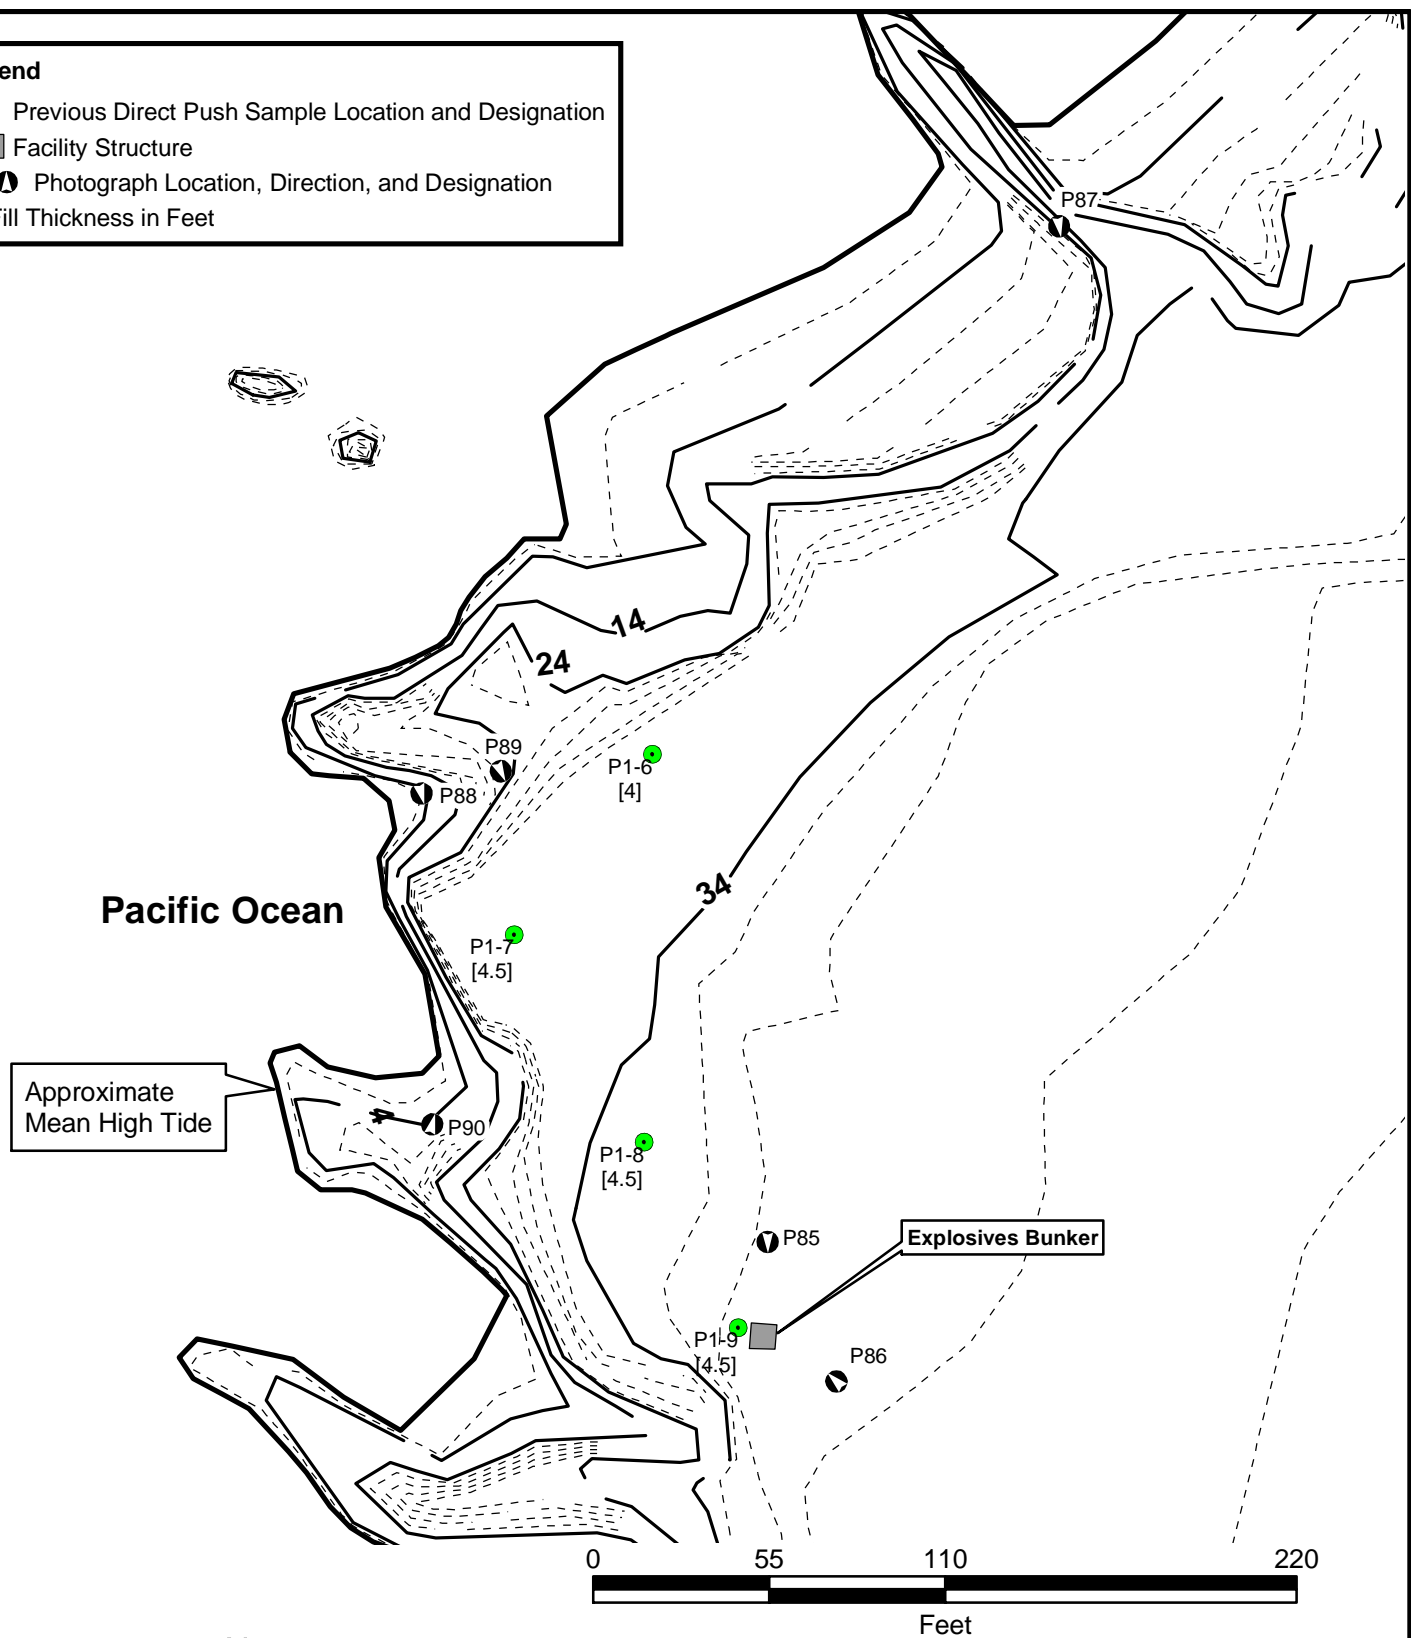 end
Previous Direct Push Sample Location and Designation
Facility Structure
Photograph Location, Direction, and Designation
Fill Thickness in Feet
P87
14
24
P89
P1-6
[4]
P88
34
Pacific Ocean
P1-7
[4.5]
Approximate
Mean High Tide
4
P90
P1-8
[4.5]
P85
Explosives Bunker
P1-9
[4.5]
P86
0 55 110 220
Feet